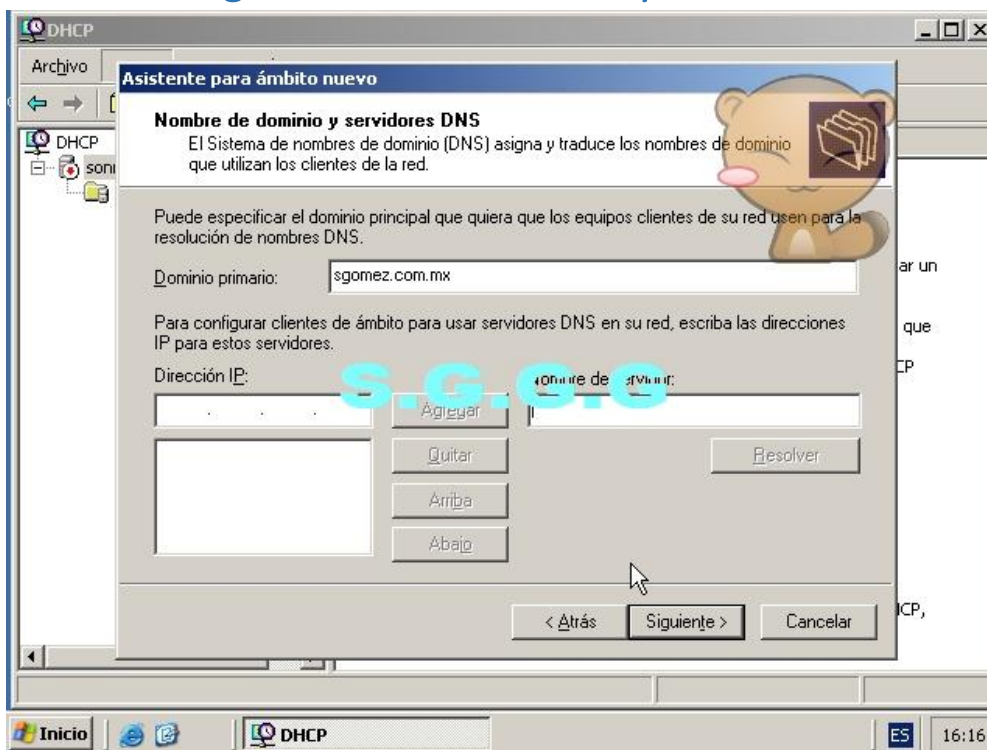 DHCP
Archivo
Asistente para ámbito nuevo
Nombre de dominio y servidores DNS
El Sistema de nombres de dominio (DNS) asigna y traduce los nombres de dominio
que utilizan los clientes de la red.
DHCP
Puede especificar el dominio principal que quiera que los equipos clientes de su red usen para la
resolución de nombres DNS.
Dominio primario: sgomez.com.mx
ar un
Para configurar clientes de ámbito para usar servidores DNS en su red, escriba las direcciones
IP para estos servidores.
que
CP
Dirección IP: Nombre de servidor:
S.G.G.G
Agregar
Quitar Resolver
Arriba
Abajo
< Atrás Siguiente > Cancelar
ICP,
Inicio DHCP ES 16:16